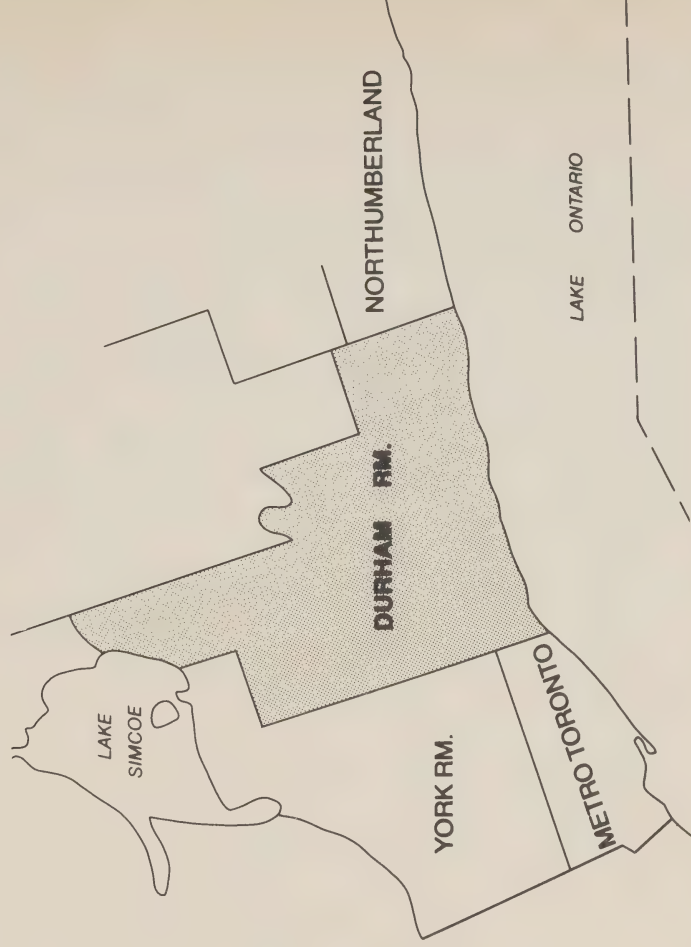 LAKE
SIMCOE
YORK RM.
METRO TORONTO
DURHAM RM.
NORTHUMBERLAND
LAKE ONTARIO